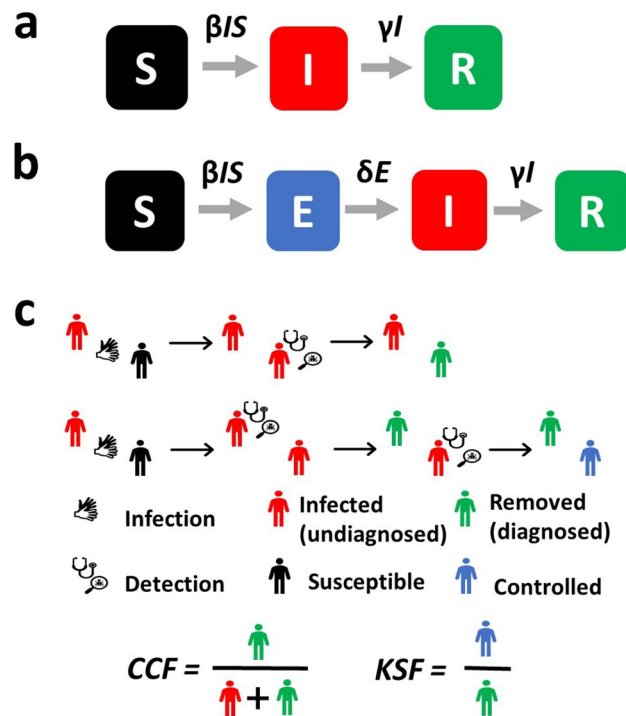 a
βIS γI
S I R
b
βIS δE γI
S E I R
c
Infection
Infected
(undiagnosed)
Removed
(diagnosed)
Detection
Susceptible
Controlled
CCF =
+
KSF =